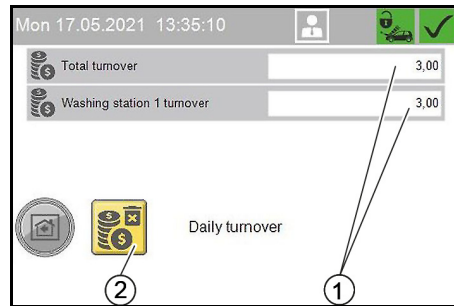 Mon 17.05.2021 13:35:10
Total turnover 3,00
Washing station 1 turnover 3,00
Daily turnover
2 1